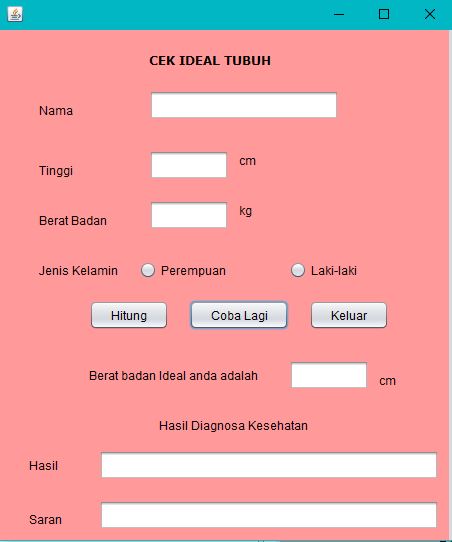 CEK IDEAL TUBUH
Nama
Tinggi cm
Berat Badan kg
Jenis Kelamin Perempuan Laki-laki
Hitung Coba Lagi Keluar
Berat badan Ideal anda adalah cm
Hasil Diagnosa Kesehatan
Hasil
Saran